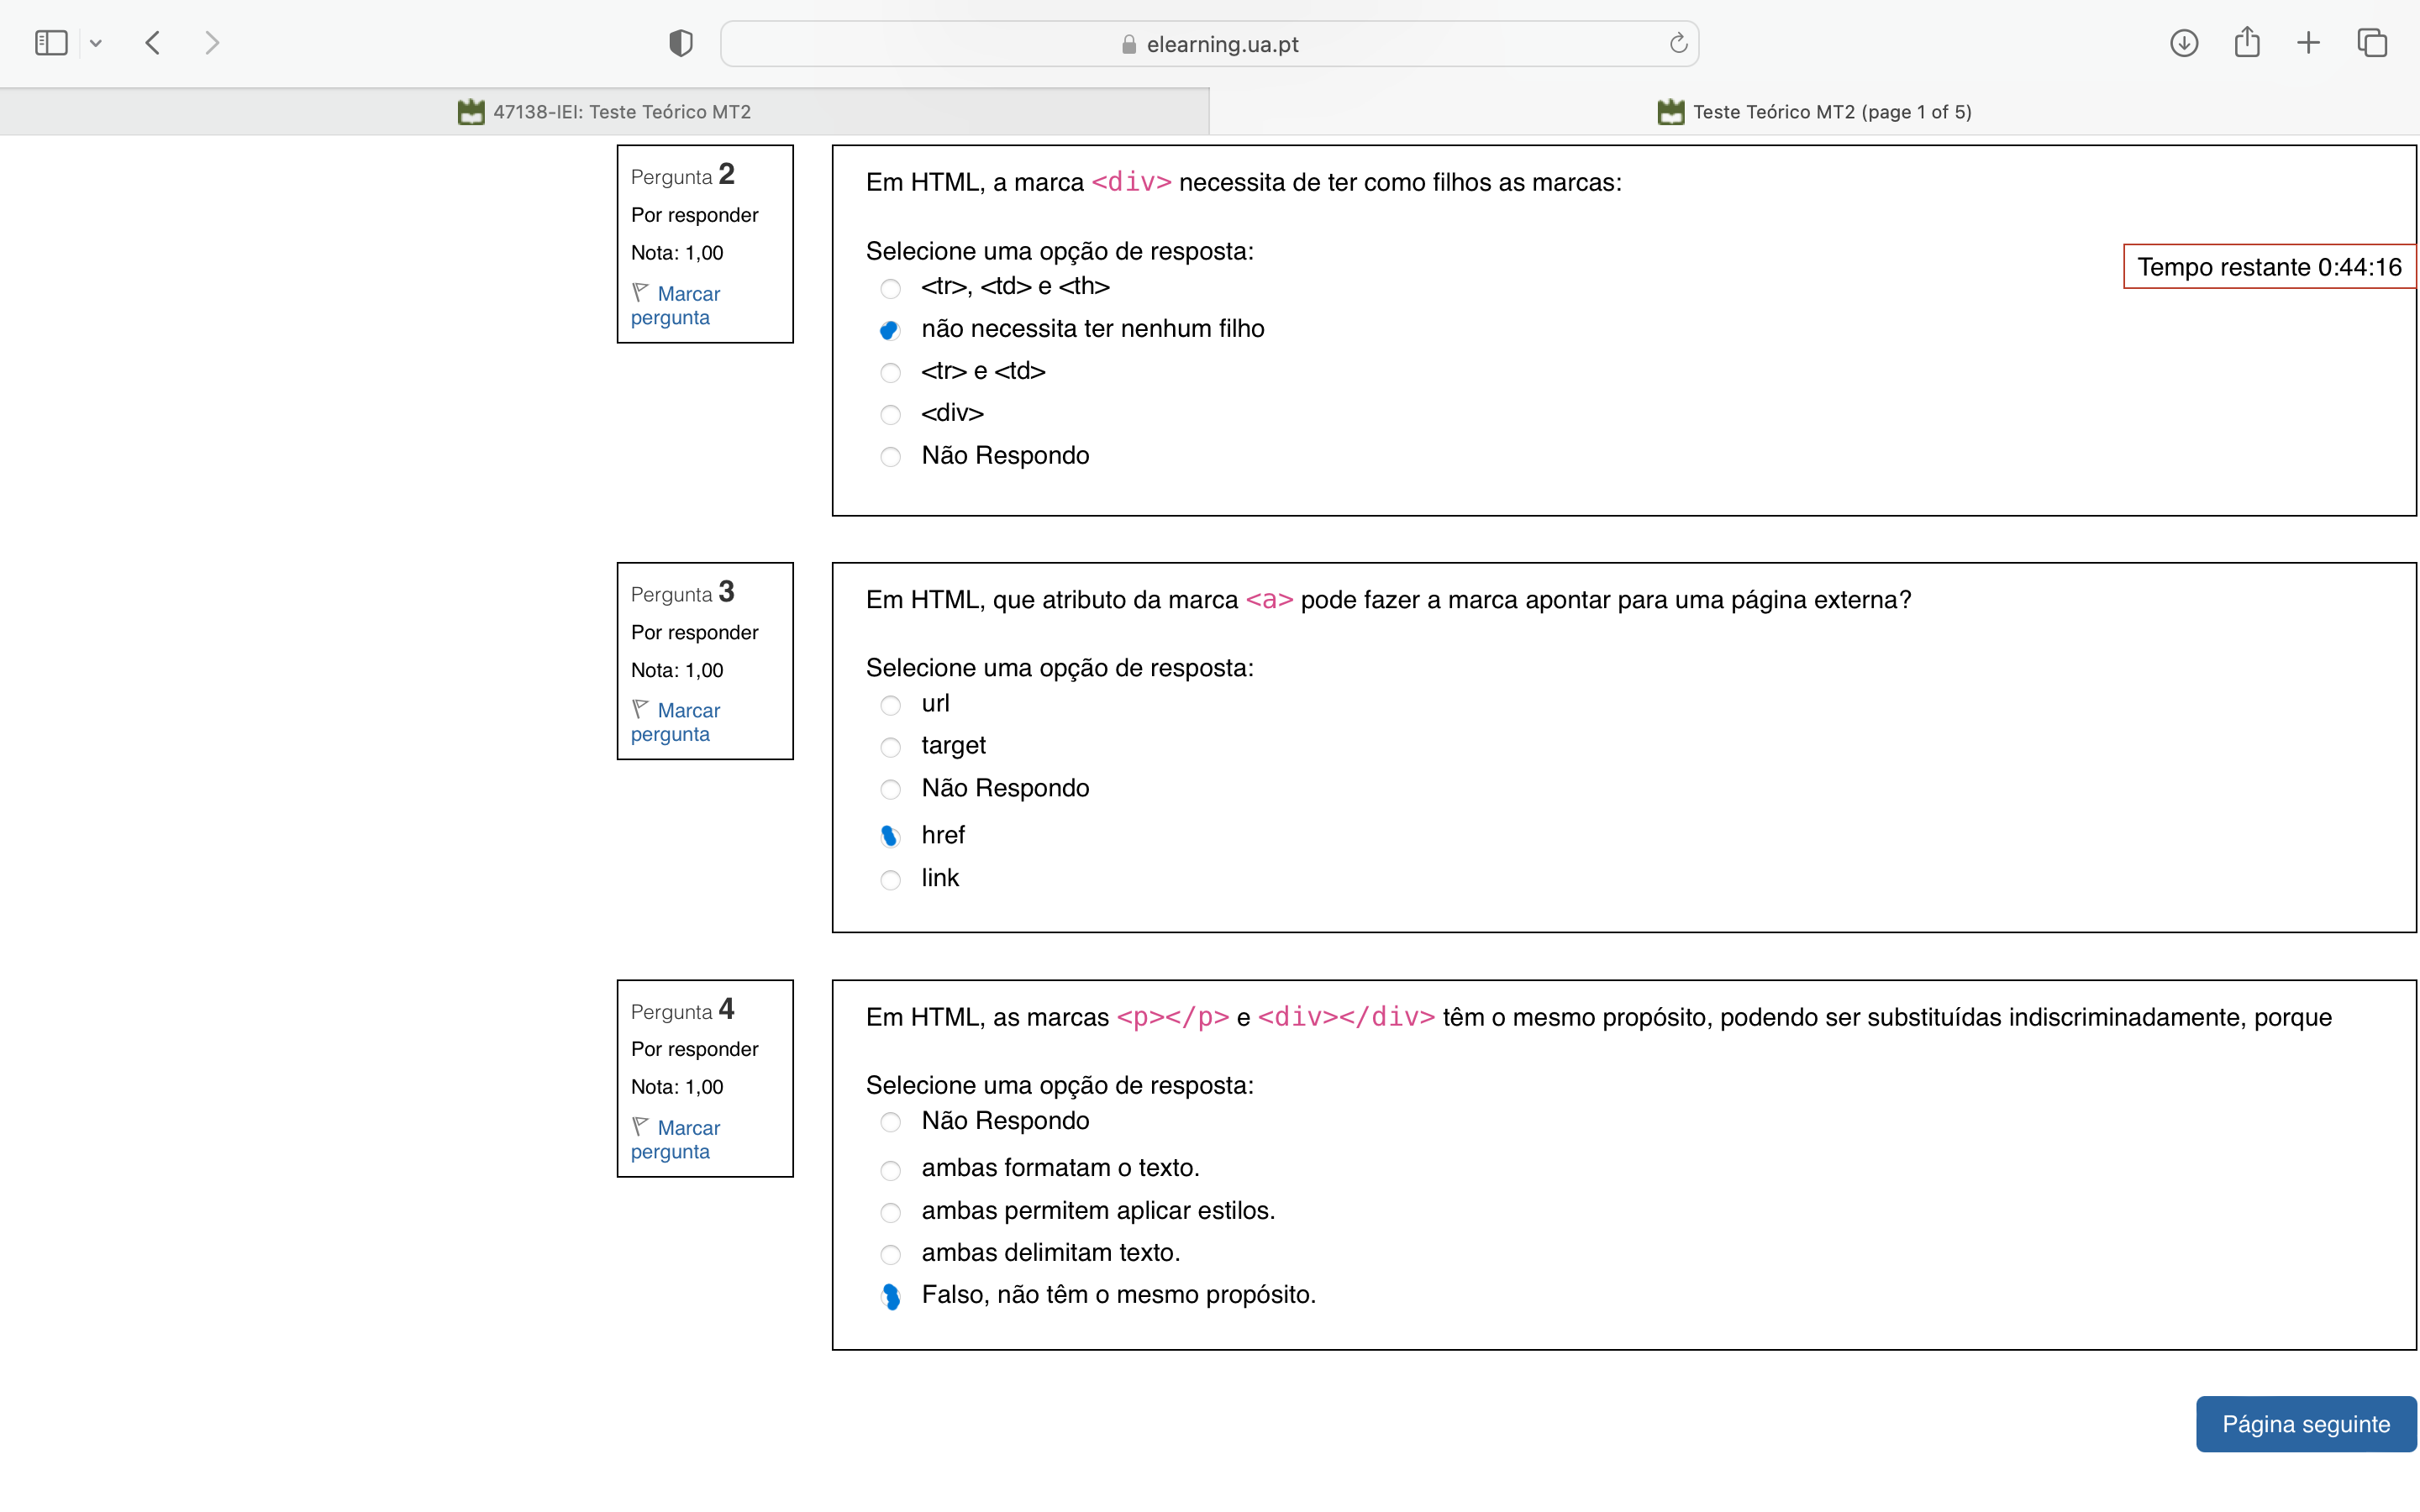 elearning.ua.pt
47138-IEI: Teste Teórico MT2
Teste Teórico MT2 (page 1 of 5)
Pergunta 2
Por responder
Nota: 1,00
Marcar
pergunta
Em HTML, a marca <div> necessita de ter como filhos as marcas:
Selecione uma opção de resposta:
Tempo restante 0:44:16
<tr>, <td> e <th>
não necessita ter nenhum filho
<tr> e <td>
<div>
Não Respondo
Pergunta 3
Por responder
Nota: 1,00
Marcar
pergunta
Em HTML, que atributo da marca <a> pode fazer a marca apontar para uma página externa?
Selecione uma opção de resposta:
url
target
Não Respondo
href
link
Pergunta 4
Por responder
Nota: 1,00
Marcar
pergunta
Em HTML, as marcas <p></p> e <div></div> têm o mesmo propósito, podendo ser substituídas indiscriminadamente, porque
Selecione uma opção de resposta:
Não Respondo
ambas formatam o texto.
ambas permitem aplicar estilos.
ambas delimitam texto.
Falso, não têm o mesmo propósito.
Página seguinte